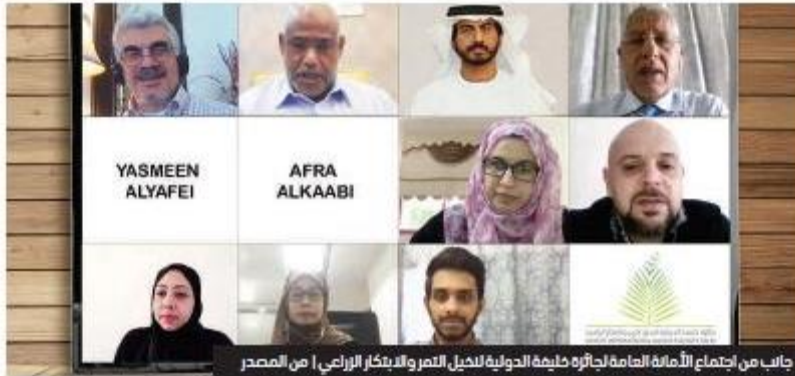 YASMEEN
ALYAFEI
AFRA
ALKAABI
جانب من اجتماع الأمانة العامة لجائزة خليفة الدولية لنخيل التمر والابتكار الزراعي | من المصدر